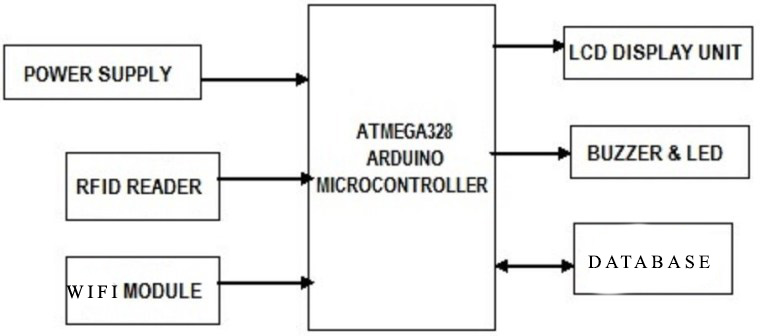 POWER SUPPLY
RFID READER
WIFI MODULE
ATMEGA328
ARDUINO
MICROCONTROLLER
LCD DISPLAY UNIT
BUZZER & LED
DATABASE